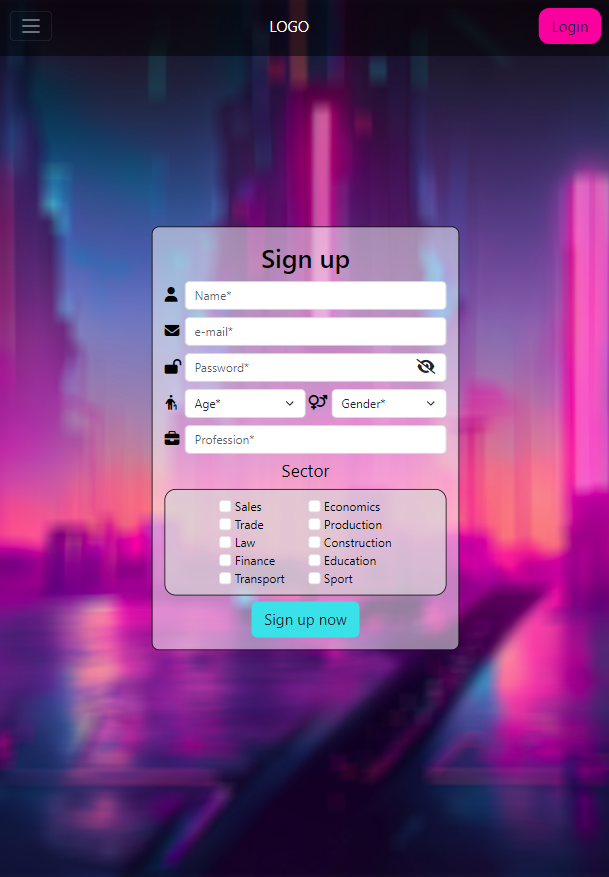 LOGO
Login
Sign up
Name*
e-mail*
Password*
Age* Gender*
Profession*
Sector
Sales Economics
Trade Production
Law Construction
Finance Education
Transport Sport
Sign up now